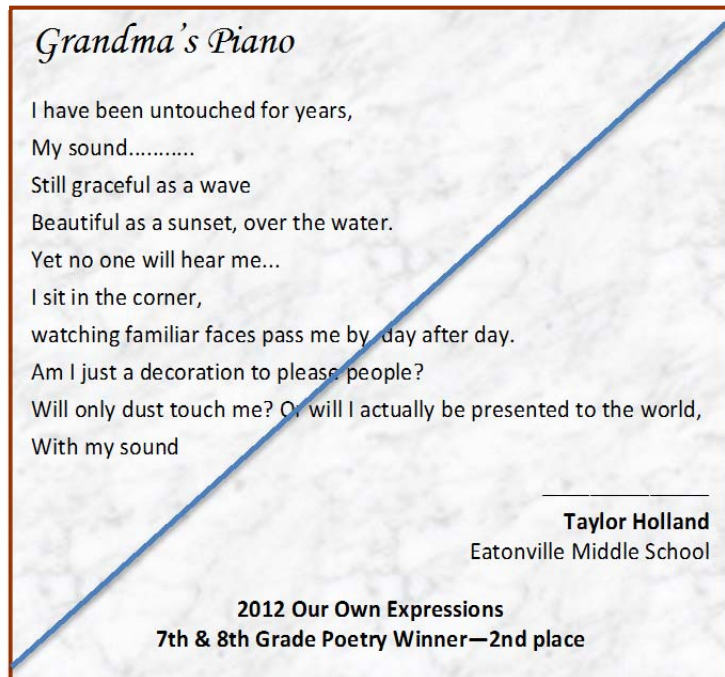 Grandma's Piano
I have been untouched for years,
My sound...........
Still graceful as a wave
Beautiful as a sunset, over the water.
Yet no one will hear me...
I sit in the corner,
watching familiar faces pass me by, day after day.
Am I just a decoration to please people?
Will only dust touch me? Or will I actually be presented to the world,
With my sound
Taylor Holland
Eatonville Middle School
2012 Our Own Expressions
7th & 8th Grade Poetry Winner—2nd place